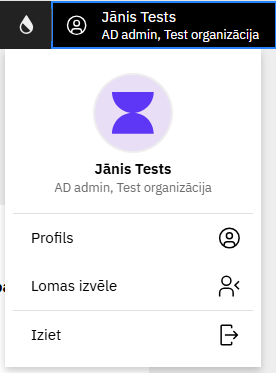 Jānis Tests
AD admin, Test organizācija
Jānis Tests
AD admin, Test organizācija
Profils
Lomas izvēle
Iziet